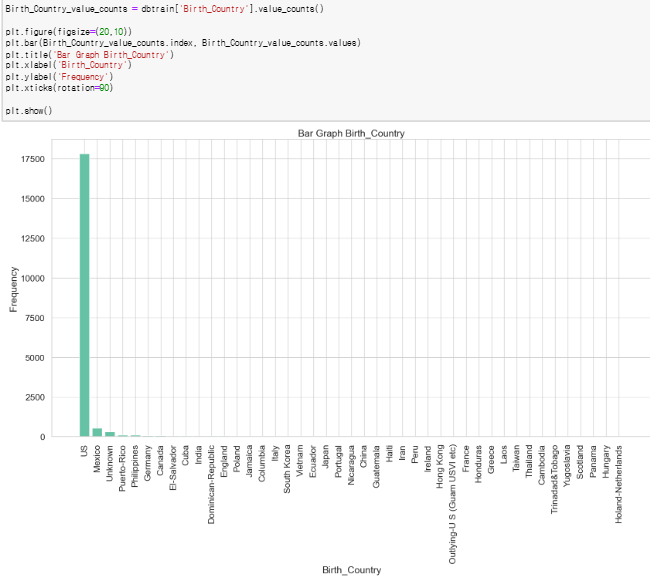 Birth_Country_value_counts = dbtrain['Birth_Country'].value_counts()
plt.figure(figsize=(20,10))
plt.bar(Birth_Country_value_counts.index, Birth_Country_value_counts.values)
plt.title('Bar Graph Birth_Country')
plt.xlabel('Birth_Country')
plt.ylabel('Frequency')
plt.xticks(rotation=90)
plt.show()
Bar Graph Birth_Country
17500
15000
12500
10000
7500
5000
2500
0
Frequency
US
Mexico
Unknown
Puerto-Rico
Philippines
Germany
Canada
El-Salvador
Cuba
India
Dominican-Republic
England
Poland
Jamaica
Columbia
Italy
South Korea
Vietnam
Ecuador
Japan
Portugal
Nicaragua
China
Guatemala
Haiti
Iran
Peru
Ireland
Hong Kong
Outlying-U S (Guam USVI etc)
France
Honduras
Greece
Laos
Taiwan
Thailand
Cambodia
Trinadad&Tobago
Yugoslavia
Scotland
Panama
Hungary
Holand-Netherlands
Birth_Country